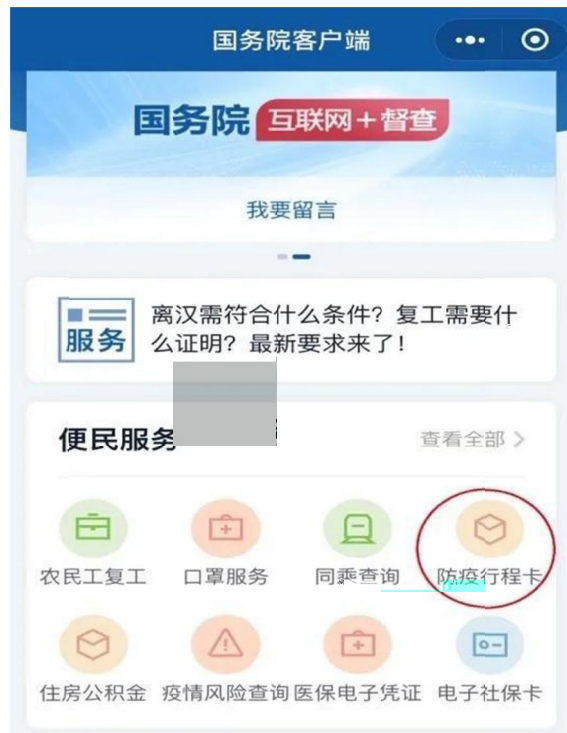 国务院客户端
国务院 互联网+督查
我要留言
服务
离汉需符合什么条件?复工需要什
么证明?最新要求来了!
便民服务
查看全部
农民工复工 口罩服务 同乘查询 防疫行程卡
住房公积金 疫情风险查询 医保电子凭证 电子社保卡